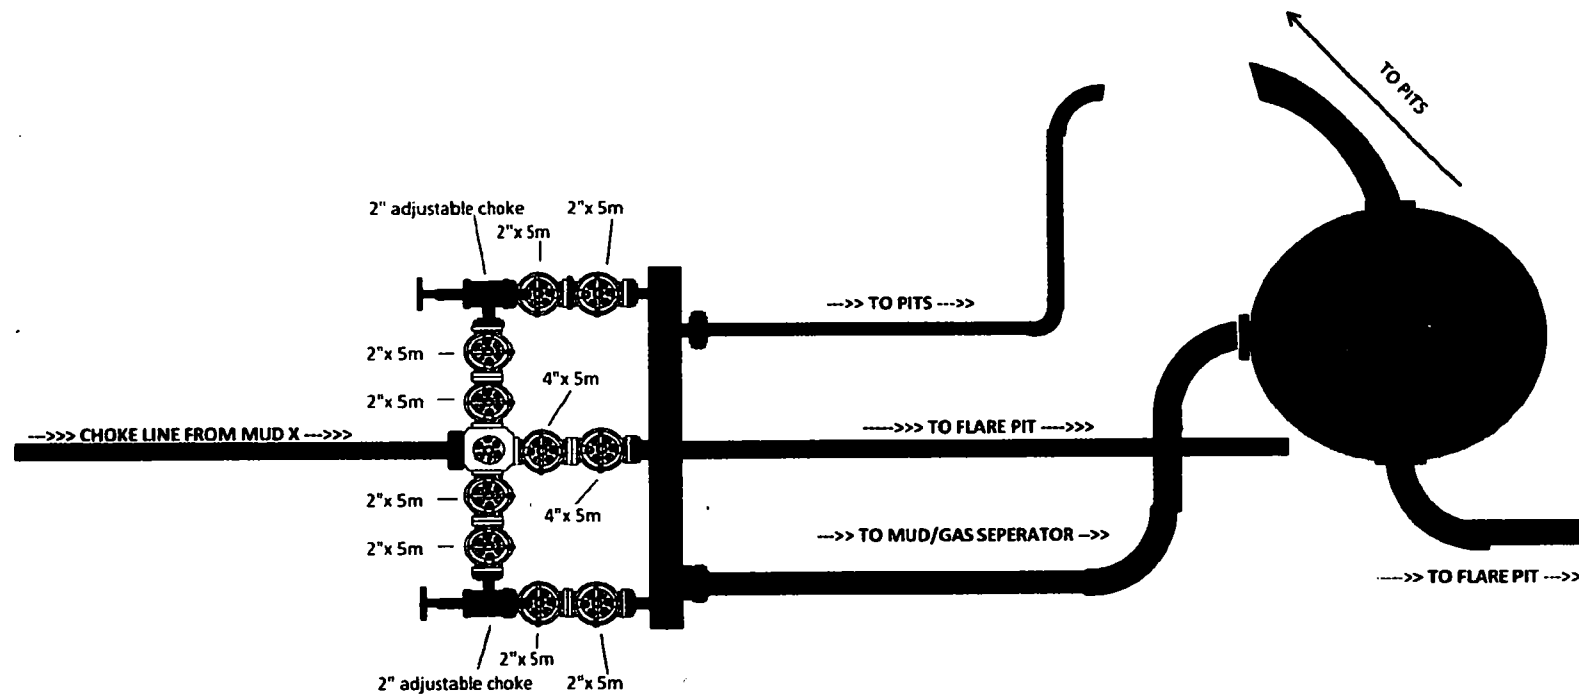 TO PITS
2" adjustable choke
2"x 5m
2"x 5m
--->> TO PITS --->>
2"x 5m
4"x 5m
2"x 5m
--->>> CHOKE LINE FROM MUD X --->>>
----->>> TO FLARE PIT ---->>>
2"x 5m
4"x 5m
--->> TO MUD/GAS SEPERATOR -->>
2"x 5m
---->> TO FLARE PIT --->>
2"x 5m
2" adjustable choke
2"x 5m